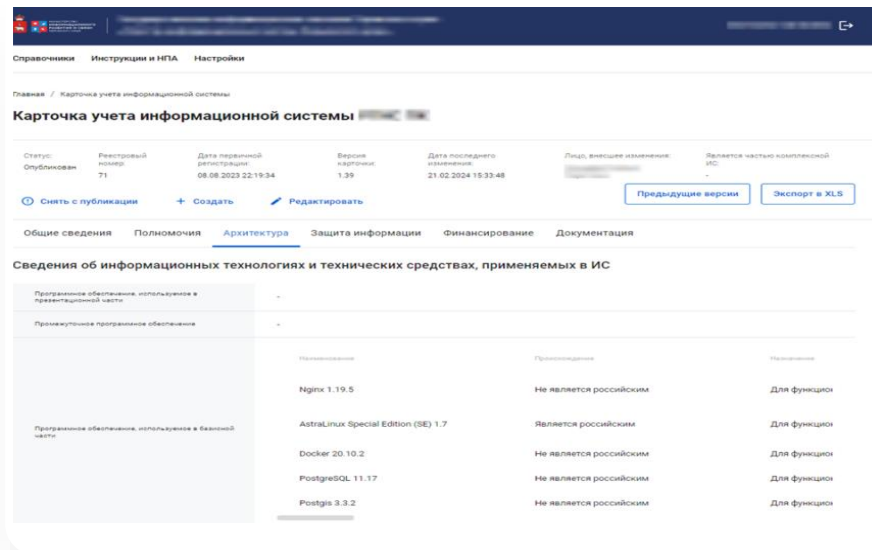 Справочники Инструкции и НПА Настройки
Главная / Карточка учета информационной системы
Карточка учета информационной системы
Статус: Реестровый номер Дата первичной регистрации: Версия карточки: Дата последнего изменения: Лицо, внесшее изменения: Является частью комплексной ИС:
Опубликован 71 08.08.2023 22:19:34 1.39 21.02.2024 15:33:48 -
Снять с публикации + Создать Редактировать Предыдущие версии Экспорт в XLS
Общие сведения Полномочия Архитектура Защита информации Финансирование Документация
Сведения об информационных технологиях и технических средствах, применяемых в ИС
Программное обеспечение, используемое в
презентационной части -
Промежуточное программное обеспечение -
Наименование Происхождение Назначение
Nginx 1.19.5 Не является российским Для функцион
Программное обеспечение, используемое в базисной
части
AstraLinux Special Edition (SE) 1.7 Является российским Для функцион
Docker 20.10.2 Не является российским Для функцион
PostgreSQL 11.17 Не является российским Для функцион
Postgis 3.3.2 Не является российским Для функцион